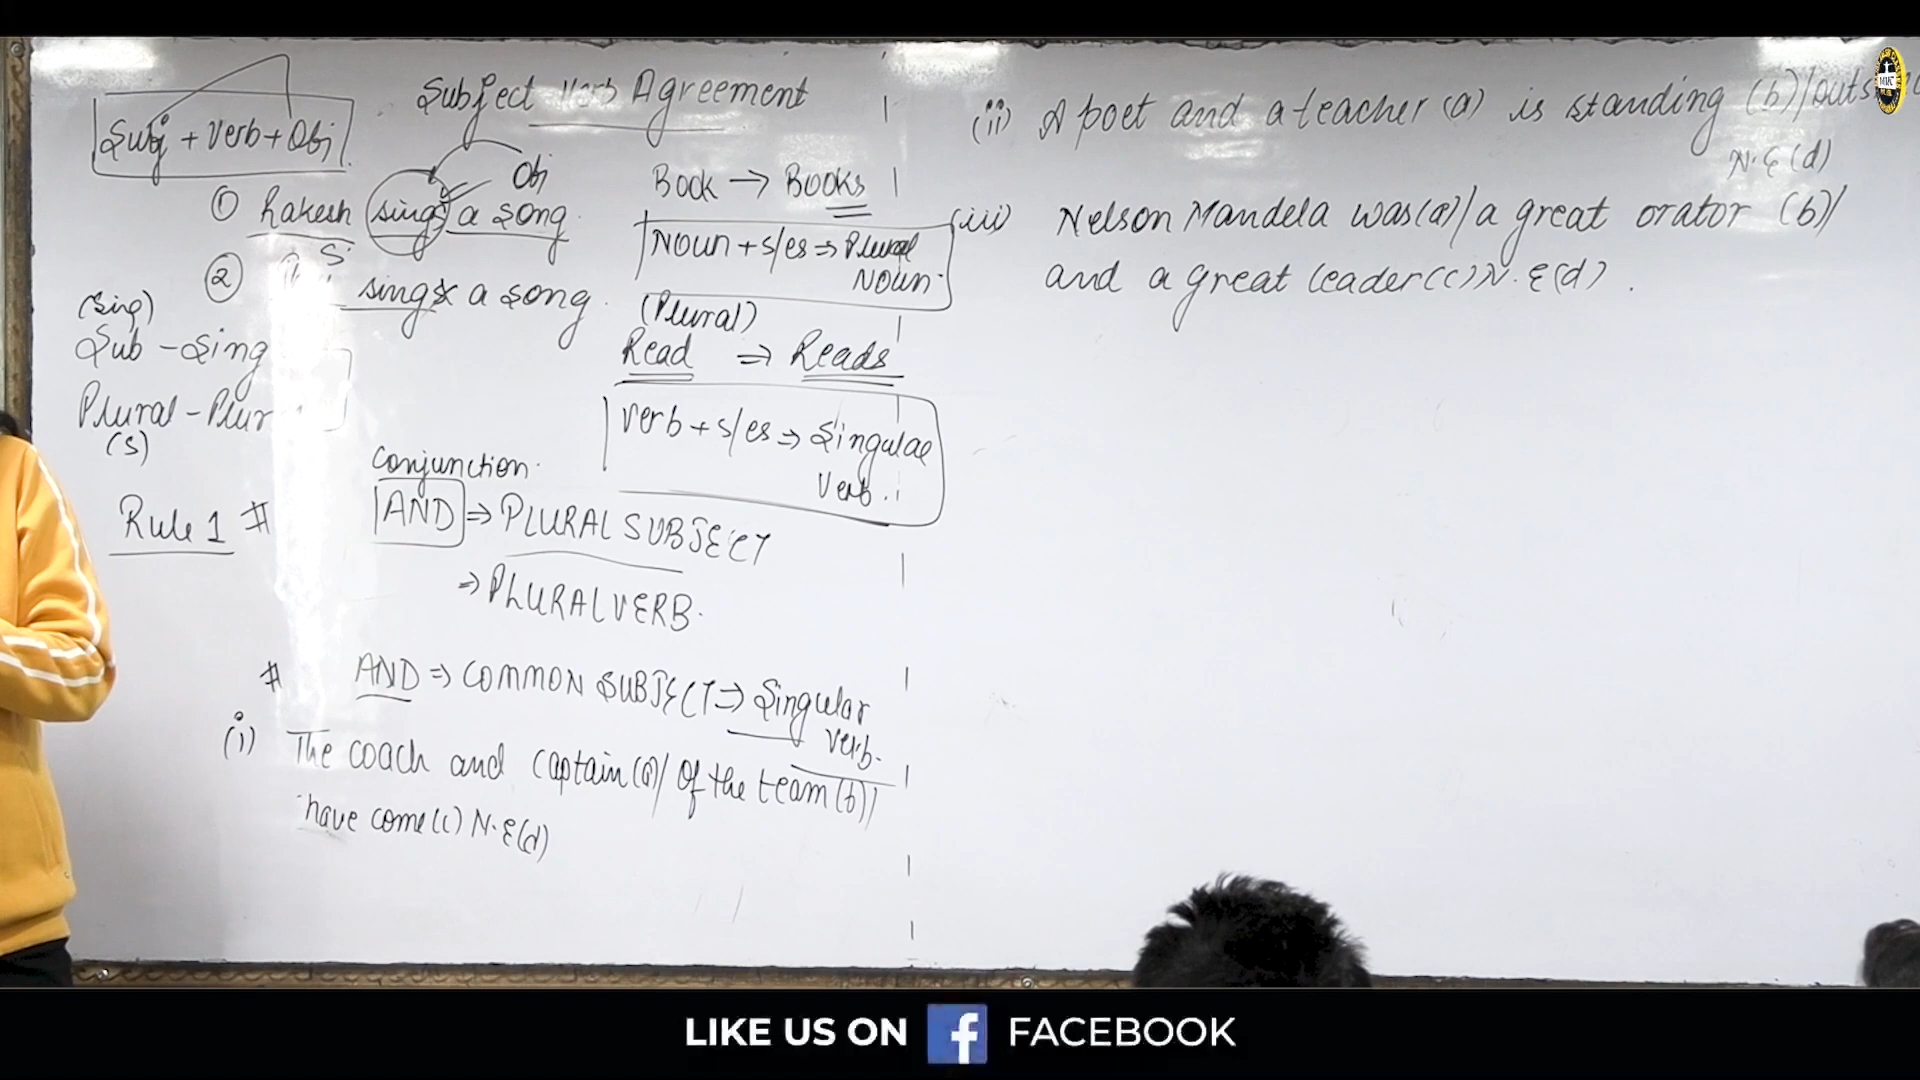 Subject Verb Agreement
Subj + Verb + Obj
① Rakesh sings a song.
Obj
S
② sings a song.
(Sing)
Sub - Sing
Plural - Plur
(S)
Book → Books
Noun + s/es ⇒ Plural
Noun.
(Plural)
Read ⇒ Reads
Verb + s/es ⇒ Singular
Verb.
Conjunction.
Rule 1 # AND ⇒ PLURAL SUBJECT
⇒ PLURAL VERB.
# AND ⇒ COMMON SUBJECT ⇒ Singular
Verb.
(i) The coach and captain (a)/ of the team (b)/
have come (c) N.E (d)
(ii) A poet and a teacher (a) is standing (b)/outs
N.E (d)
(iii) Nelson Mandela was (a)/ a great orator (b)/
and a great leader (c) N.E (d).
LIKE US ON f FACEBOOK